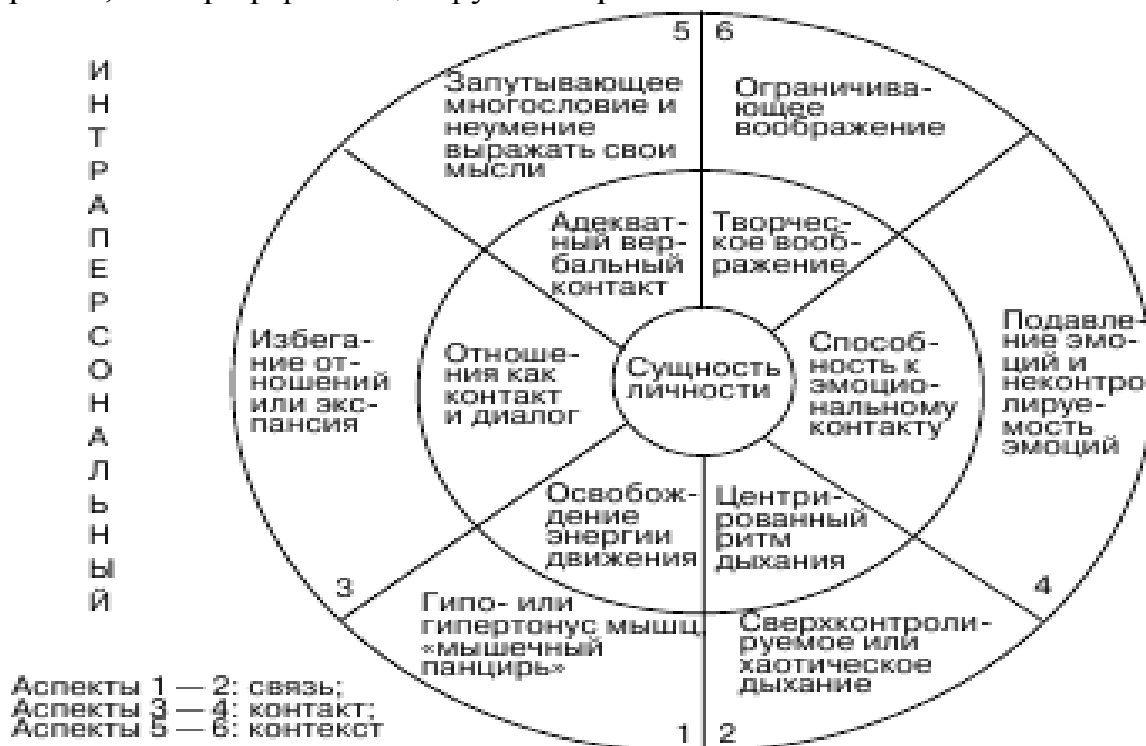 И
Н
Т
Р
А
П
Е
Р
С
О
Н
А
Л
Ь
Н
Ы
Й
5
6
Запутывающее
многословие и
неумение
выражать свои
мысли
Ограничива-
ющее
воображение
Адекват-
ный вер-
бальный
контакт
Творчес-
кое вооб-
ражение
Избега-
ние от-
ношений
или экс-
пансия
Отноше-
ния как
контакт
и диалог
Сущность
личности
Способ-
ность к
эмоцио-
нальному
контакту
Подавле-
ние эмо-
ций и
неконтро-
лируе-
мость
эмоций
Освобож-
дение
энергии
движения
Центри-
рованный
ритм
дыхания
3
4
Гипо- или
гипертонус мышц,
«мышечный
панцирь»
Сверхконтроли-
руемое или
хаотическое
дыхание
1
2
Аспекты 1 — 2: связь;
Аспекты 3 — 4: контакт;
Аспекты 5 — 6: контекст